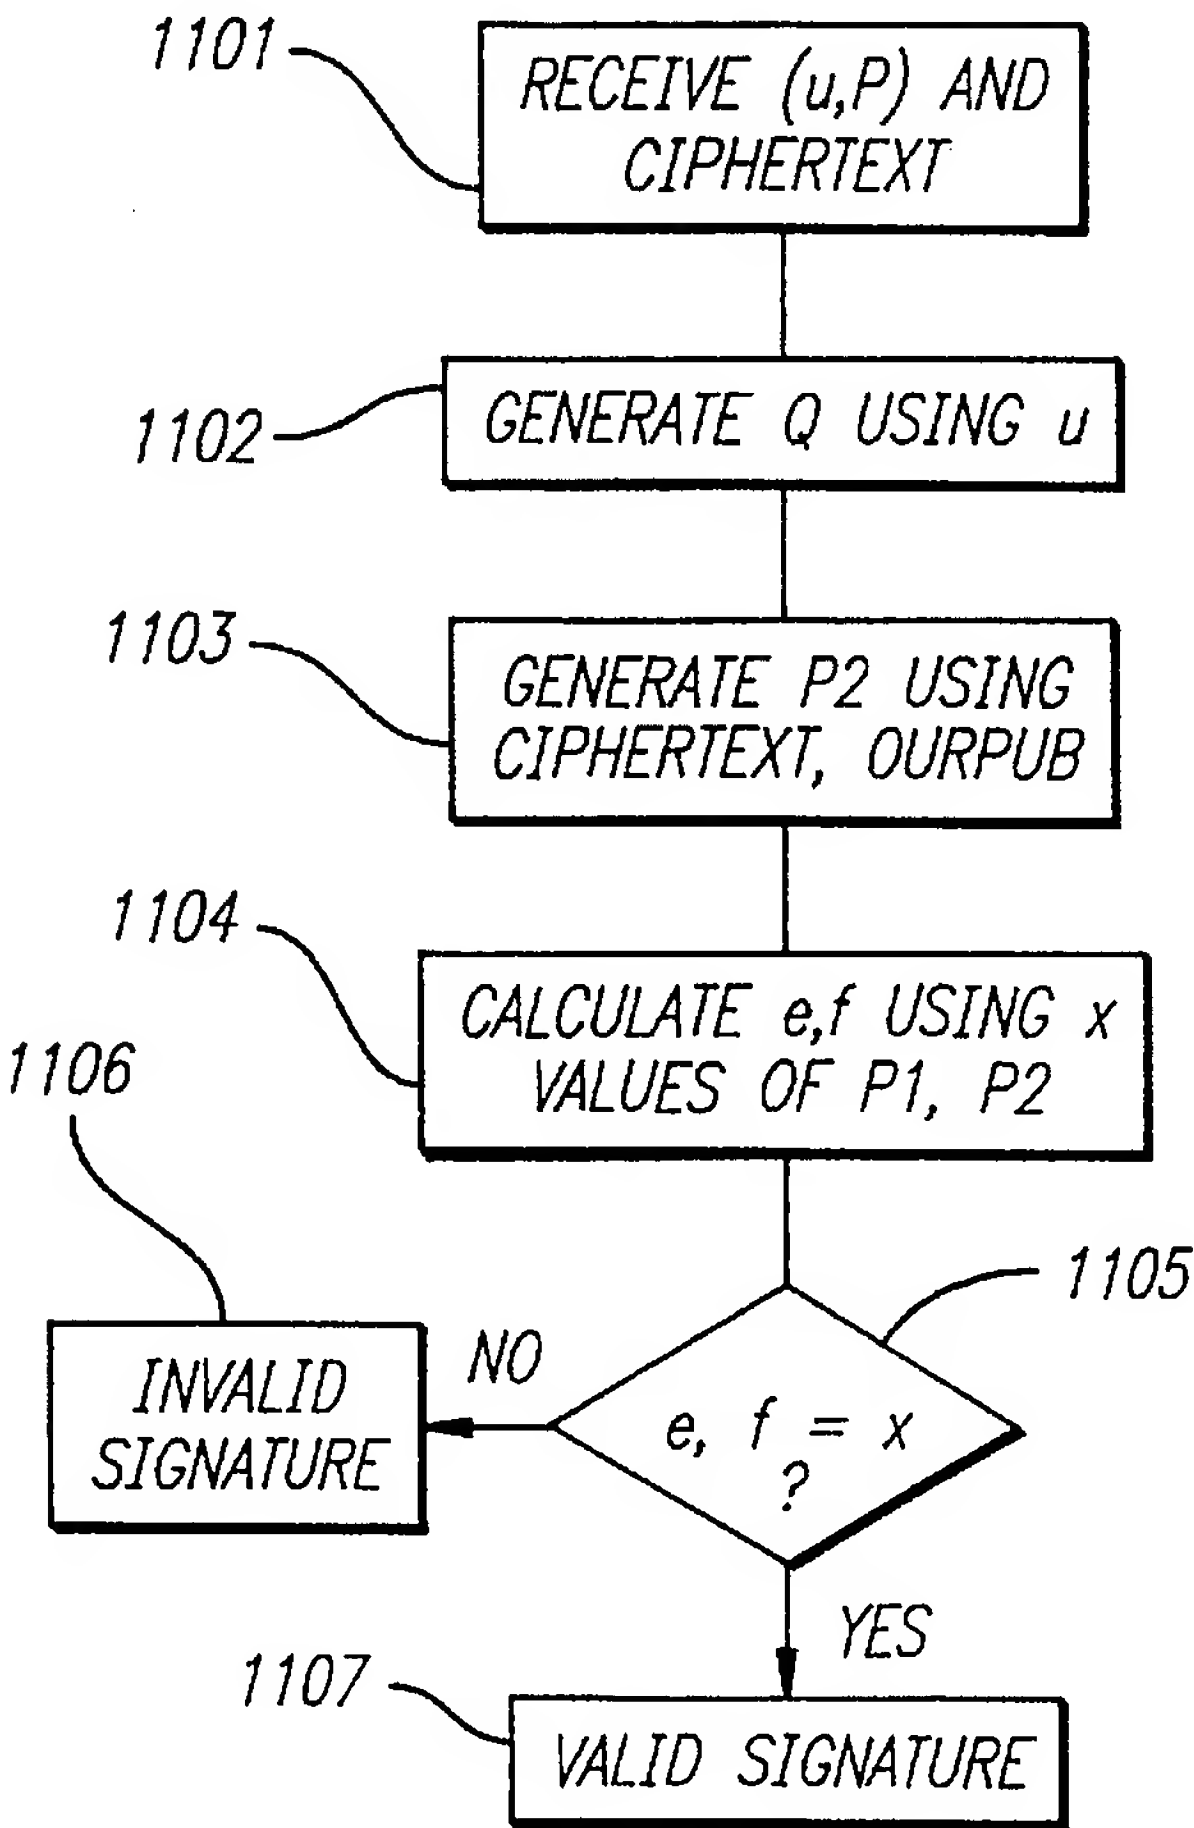 1101
RECEIVE (u,P) AND
CIPHERTEXT
1102
GENERATE Q USING u
1103
GENERATE P2 USING
CIPHERTEXT, OURPUB
1104
CALCULATE e,f USING x
VALUES OF P1, P2
1106
1105
INVALID
SIGNATURE
NO
e, f = x
?
YES
1107
VALID SIGNATURE